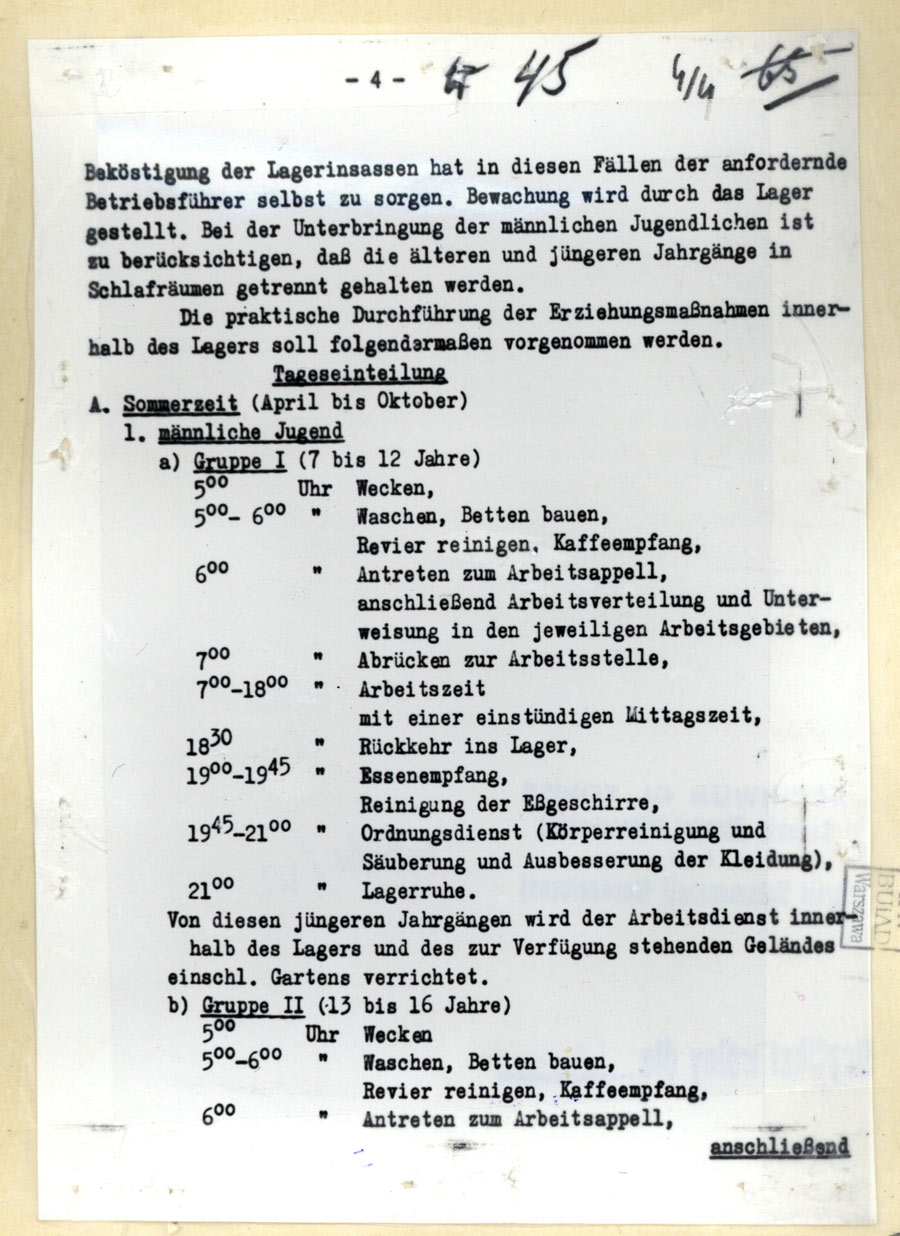 - 4 - 45 4/4 65
Beköstigung der Lagerinsassen hat in diesen Fällen der anfordernde
Betriebsführer selbst zu sorgen. Bewachung wird durch das Lager
gestellt. Bei der Unterbringung der männlichen Jugendlichen ist
zu berücksichtigen, daß die älteren und jüngeren Jahrgänge in
Schlafräumen getrennt gehalten werden.
Die praktische Durchführung der Erziehungsmaßnahmen inner-
halb des Lagers soll folgendermaßen vorgenommen werden.
Tageseinteilung
A. Sommerzeit (April bis Oktober)
1. männliche Jugend
a) Gruppe I (7 bis 12 Jahre)
5⁰⁰ Uhr Wecken,
5⁰⁰- 6⁰⁰ " Waschen, Betten bauen,
Revier reinigen, Kaffeempfang,
6⁰⁰ " Antreten zum Arbeitsappell,
anschließend Arbeitsverteilung und Unter-
weisung in den jeweiligen Arbeitsgebieten,
7⁰⁰ " Abrücken zur Arbeitsstelle,
7⁰⁰-18⁰⁰ " Arbeitszeit
mit einer einstündigen Mittagszeit,
18³⁰ " Rückkehr ins Lager,
19⁰⁰-19⁴⁵ " Essenempfang,
Reinigung der Eßgeschirre,
19⁴⁵-21⁰⁰ " Ordnungsdienst (Körperreinigung und
Säuberung und Ausbesserung der Kleidung),
21⁰⁰ " Lagerruhe.
Von diesen jüngeren Jahrgängen wird der Arbeitsdienst inner-
halb des Lagers und des zur Verfügung stehenden Geländes
einschl. Gartens verrichtet.
b) Gruppe II (13 bis 16 Jahre)
5⁰⁰ Uhr Wecken
5⁰⁰-6⁰⁰ " Waschen, Betten bauen,
Revier reinigen, Kaffeempfang,
6⁰⁰ " Antreten zum Arbeitsappell,
anschließend
BUiAD
Warszawa